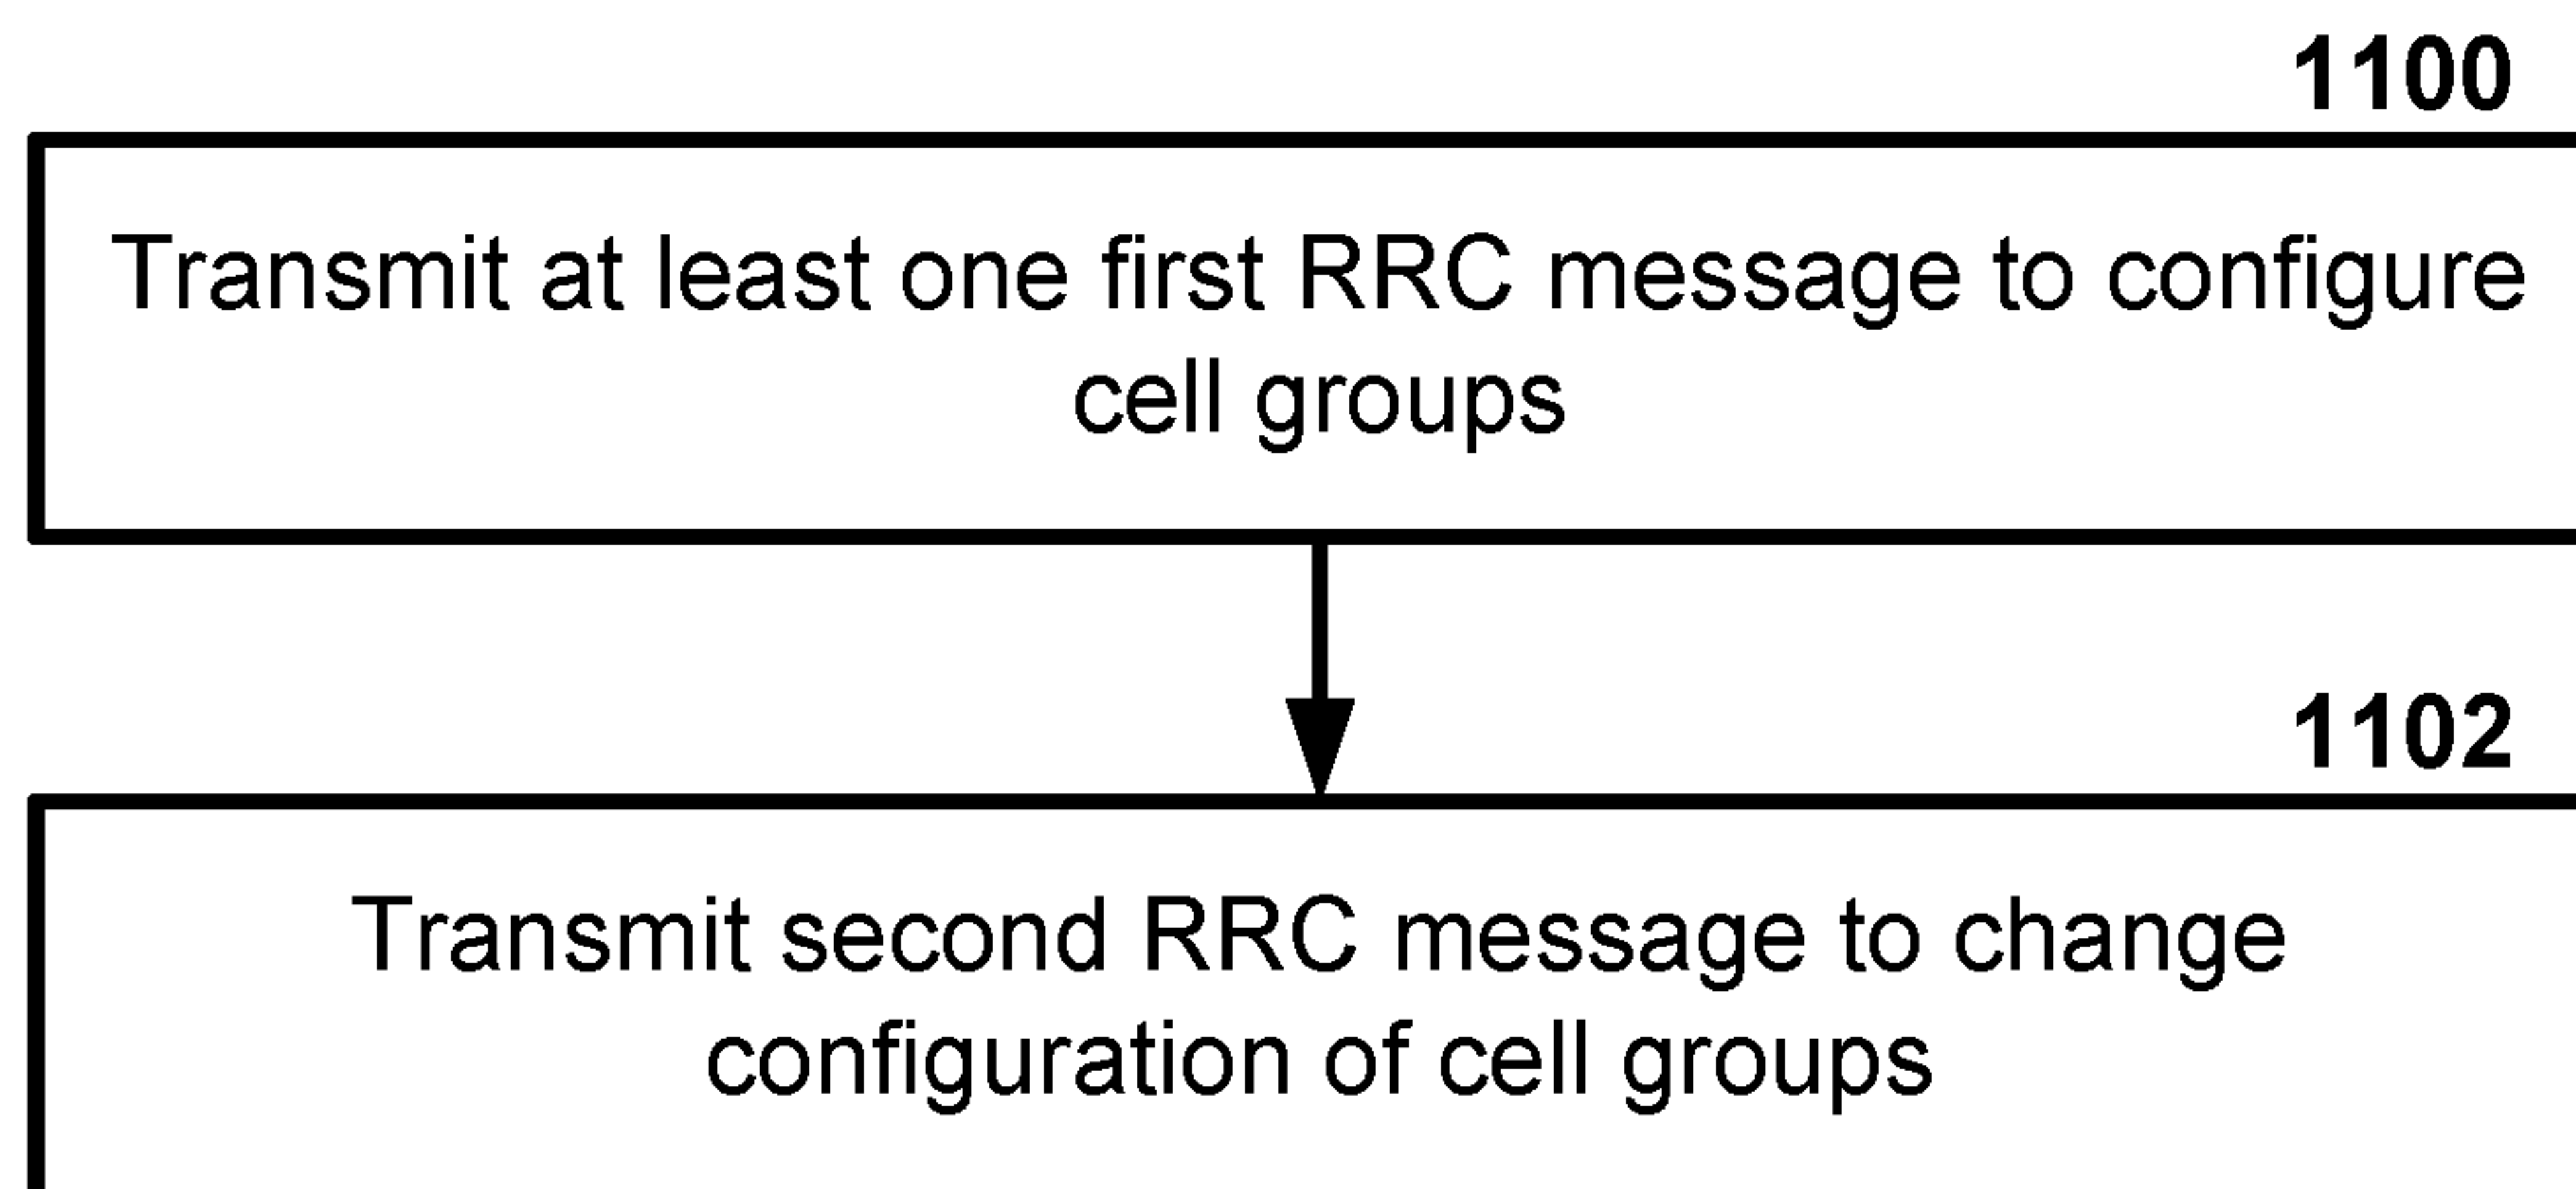 1100
Transmit at least one first RRC message to configure
cell groups
1102
Transmit second RRC message to change
configuration of cell groups